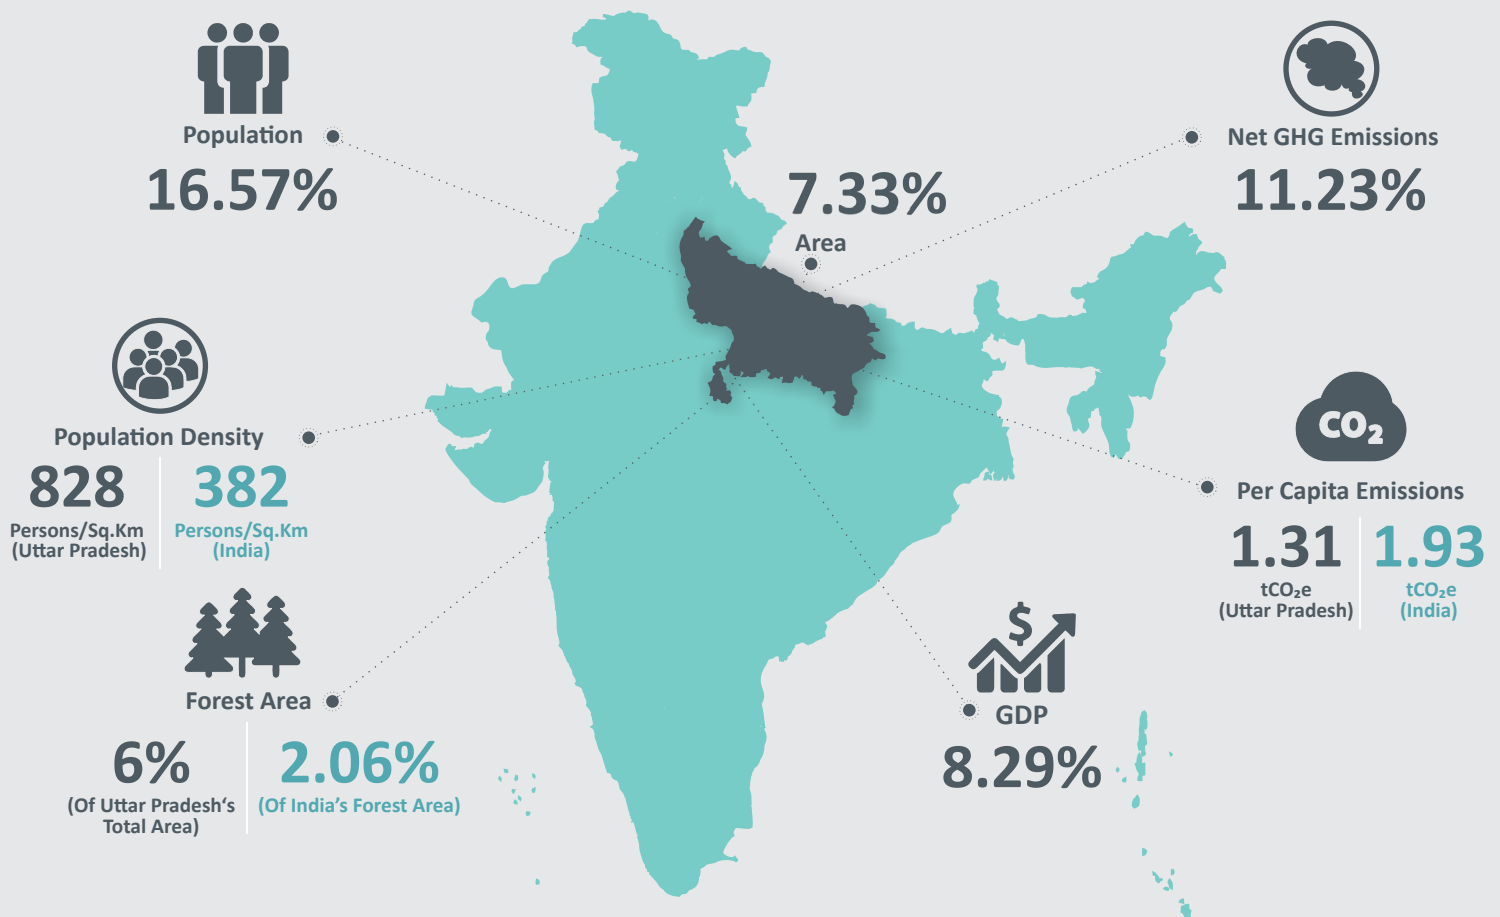 Population
16.57%
7.33%
Area
Net GHG Emissions
11.23%
Population Density
828
Persons/Sq.Km
(Uttar Pradesh)
382
Persons/Sq.Km
(India)
CO₂
Per Capita Emissions
1.31
tCO₂e
(Uttar Pradesh)
1.93
tCO₂e
(India)
Forest Area
6%
(Of Uttar Pradesh‘s
Total Area)
2.06%
(Of India’s Forest Area)
$
GDP
8.29%